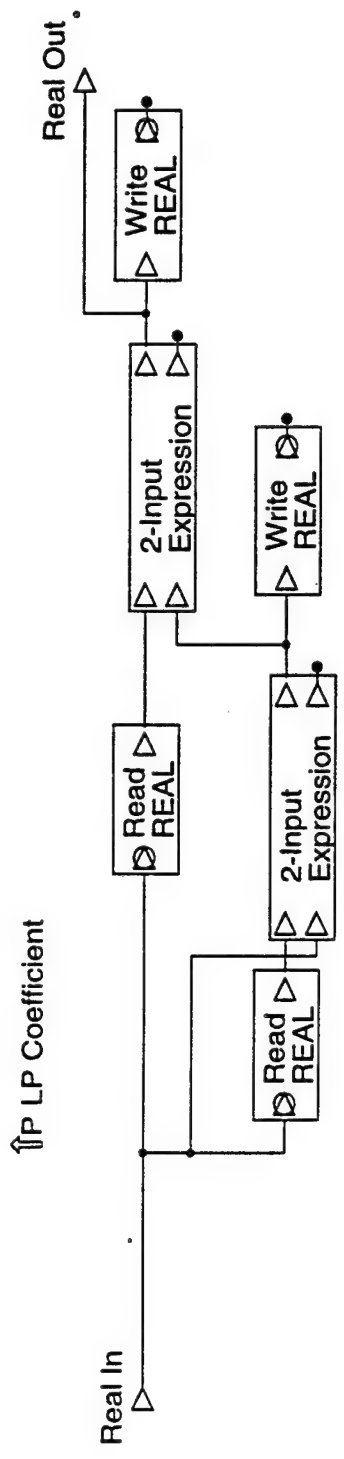 ⇑P LP Coefficient
Real In
Real Out
Read
REAL
2-Input
Expression
Write
REAL
Read
REAL
2-Input
Expression
Write
REAL